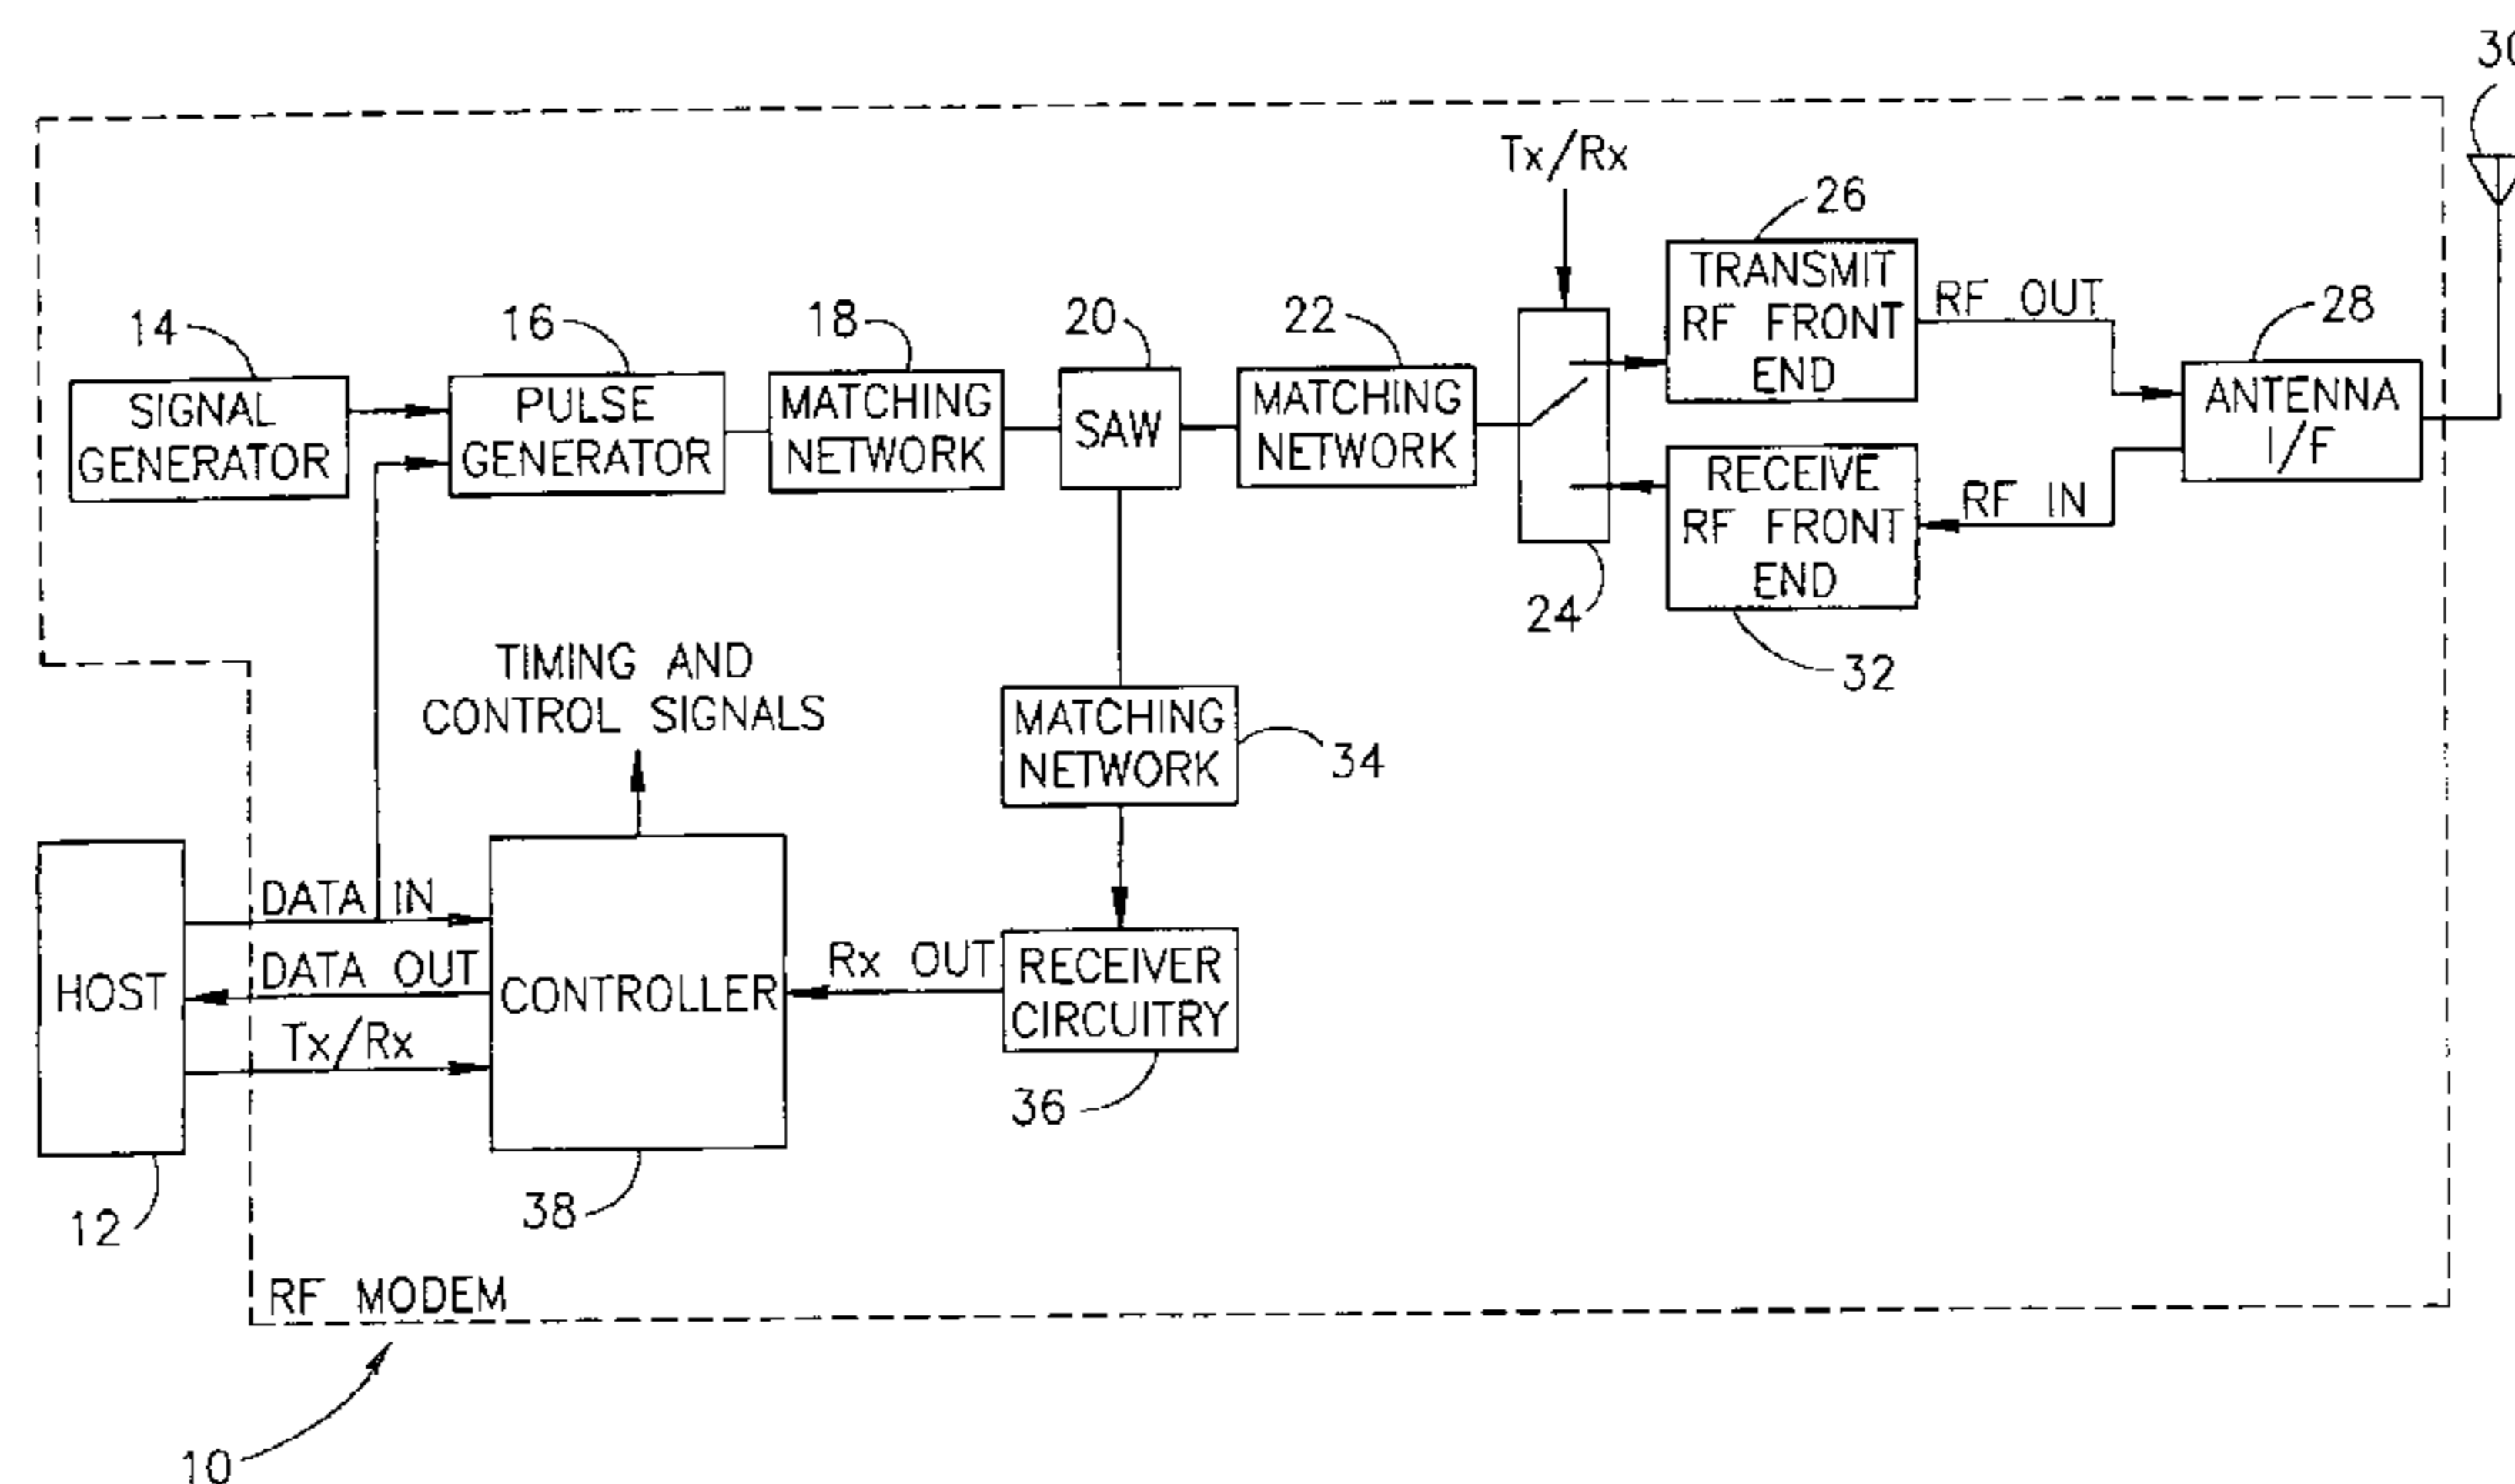 30
Tx/Rx
26
TRANSMIT
RF FRONT
END
RF OUT
14
16
18
20
22
28
SIGNAL
GENERATOR
PULSE
GENERATOR
MATCHING
NETWORK
SAW
MATCHING
NETWORK
ANTENNA
I/F
RECEIVE
RF FRONT
END
RF IN
24
32
TIMING AND
CONTROL SIGNALS
MATCHING
NETWORK
34
HOST
DATA IN
DATA OUT
Tx/Rx
CONTROLLER
Rx OUT
RECEIVER
CIRCUITRY
36
12
38
RF MODEM
10